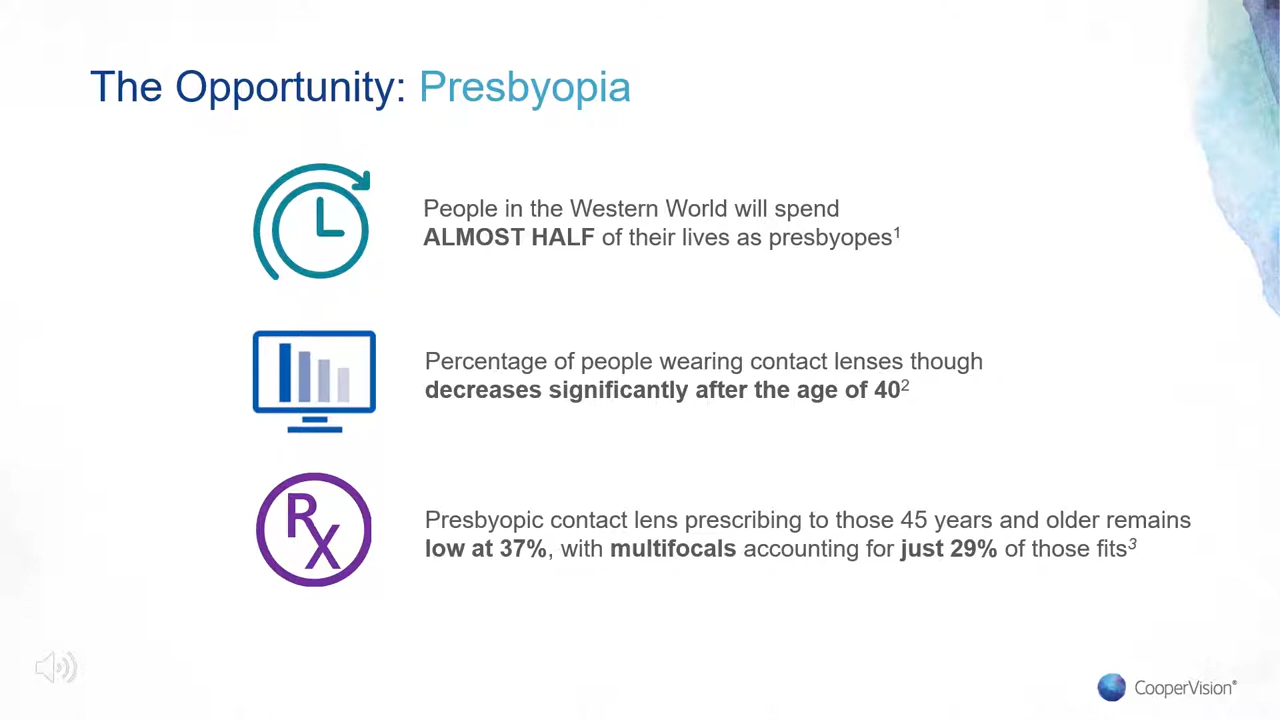 The Opportunity: Presbyopia
People in the Western World will spend
ALMOST HALF of their lives as presbyopes¹
Percentage of people wearing contact lenses though
decreases significantly after the age of 40²
RX
Presbyopic contact lens prescribing to those 45 years and older remains
low at 37%, with multifocals accounting for just 29% of those fits³
CooperVision®